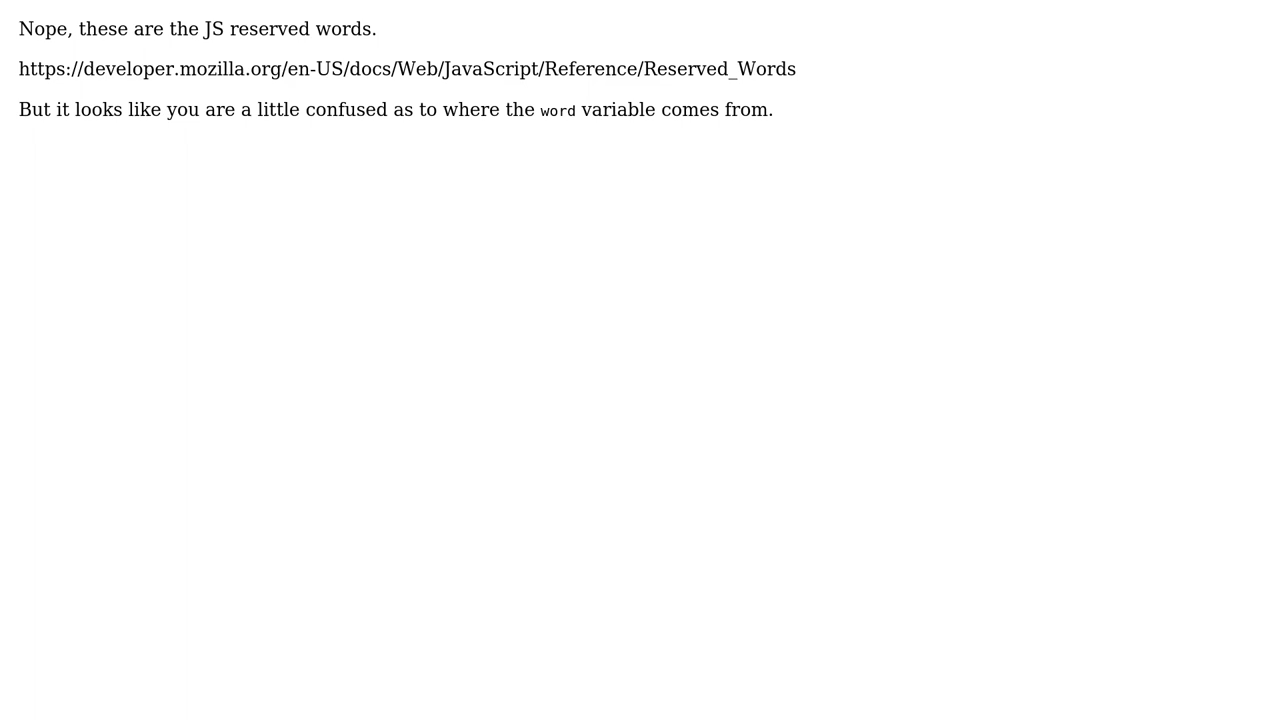 Nope, these are the JS reserved words.
https://developer.mozilla.org/en-US/docs/Web/JavaScript/Reference/Reserved_Words
But it looks like you are a little confused as to where the word variable comes from.